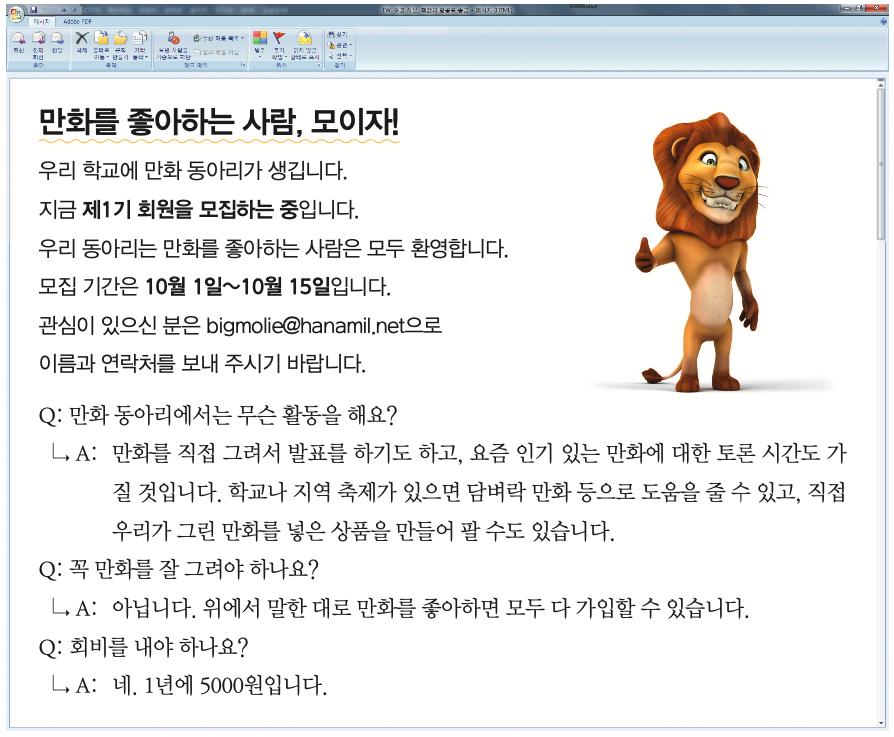 메시지 Adobe PDF
만화를 좋아하는 사람, 모이자!
우리 학교에 만화 동아리가 생깁니다.
지금 제1기 회원을 모집하는 중입니다.
우리 동아리는 만화를 좋아하는 사람은 모두 환영합니다.
모집 기간은 10월 1일~10월 15일입니다.
관심이 있으신 분은 bigmolie@hanamil.net으로
이름과 연락처를 보내 주시기 바랍니다.
Q: 만화 동아리에서는 무슨 활동을 해요?
A: 만화를 직접 그려서 발표를 하기도 하고, 요즘 인기 있는 만화에 대한 토론 시간도 가
질 것입니다. 학교나 지역 축제가 있으면 담벼락 만화 등으로 도움을 줄 수 있고, 직접
우리가 그린 만화를 넣은 상품을 만들어 팔 수도 있습니다.
Q: 꼭 만화를 잘 그려야 하나요?
A: 아닙니다. 위에서 말한 대로 만화를 좋아하면 모두 다 가입할 수 있습니다.
Q: 회비를 내야 하나요?
A: 네. 1년에 5000원입니다.